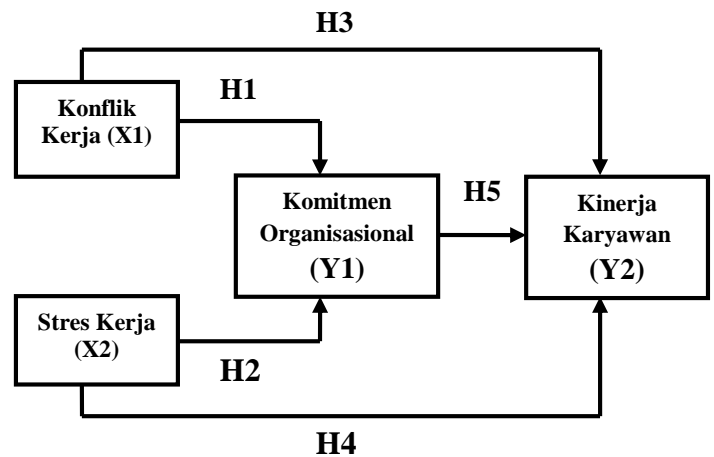 H3
H1
Konflik
Kerja (X1)
H5
Komitmen
Organisasional
(Y1)
Kinerja
Karyawan
(Y2)
Stres Kerja
(X2)
H2
H4